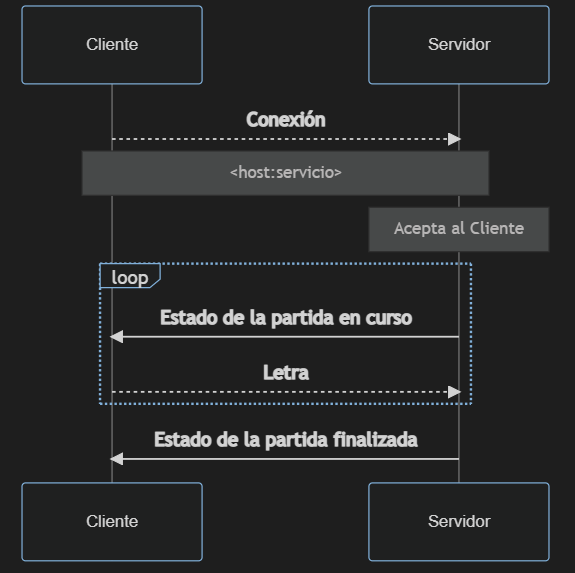 Cliente
Servidor
Conexión
<host:servicio>
Acepta al Cliente
loop
Estado de la partida en curso
Letra
Estado de la partida finalizada
Cliente
Servidor